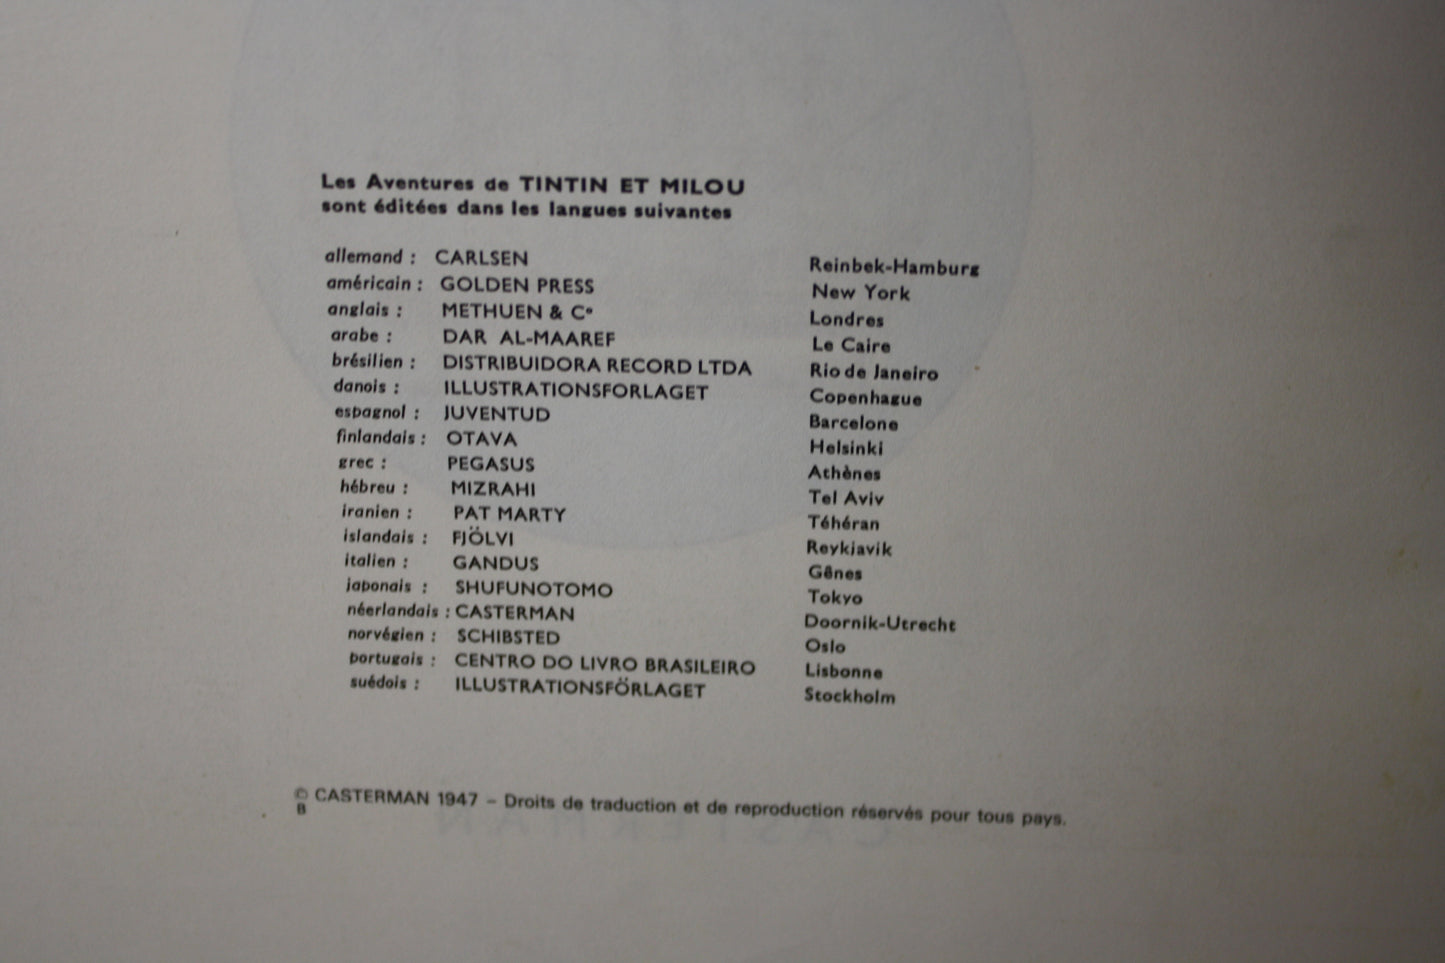 Les Aventures de TINTIN ET MILOU
sont éditées dans les langues suivantes
allemand : CARLSEN Reinbek-Hamburg
américain : GOLDEN PRESS New York
anglais : METHUEN & Cº Londres
arabe : DAR AL-MAAREF Le Caire
brésilien : DISTRIBUIDORA RECORD LTDA Rio de Janeiro
danois : ILLUSTRATIONSFORLAGET Copenhague
espagnol : JUVENTUD Barcelone
finlandais : OTAVA Helsinki
grec : PEGASUS Athènes
hébreu : MIZRAHI Tel Aviv
iranien : PAT MARTY Téhéran
islandais : FJÖLVI Reykjavik
italien : GANDUS Gênes
japonais : SHUFUNOTOMO Tokyo
néerlandais : CASTERMAN Doornik-Utrecht
norvégien : SCHIBSTED Oslo
portugais : CENTRO DO LIVRO BRASILEIRO Lisbonne
suédois : ILLUSTRATIONSFÖRLAGET Stockholm
© CASTERMAN 1947 – Droits de traduction et de reproduction réservés pour tous pays.
B
CASTERMAN